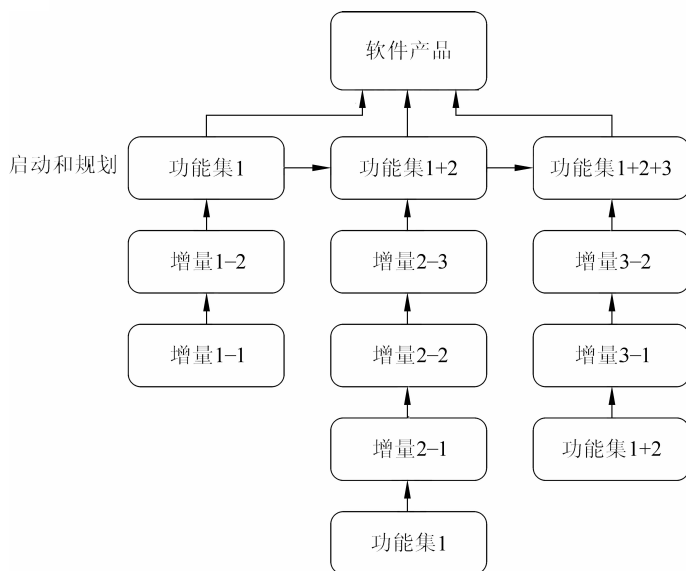 软件产品
启动和规划
功能集1
功能集1+2
功能集1+2+3
增量1-2
增量2-3
增量3-2
增量1-1
增量2-2
增量3-1
增量2-1
功能集1+2
功能集1